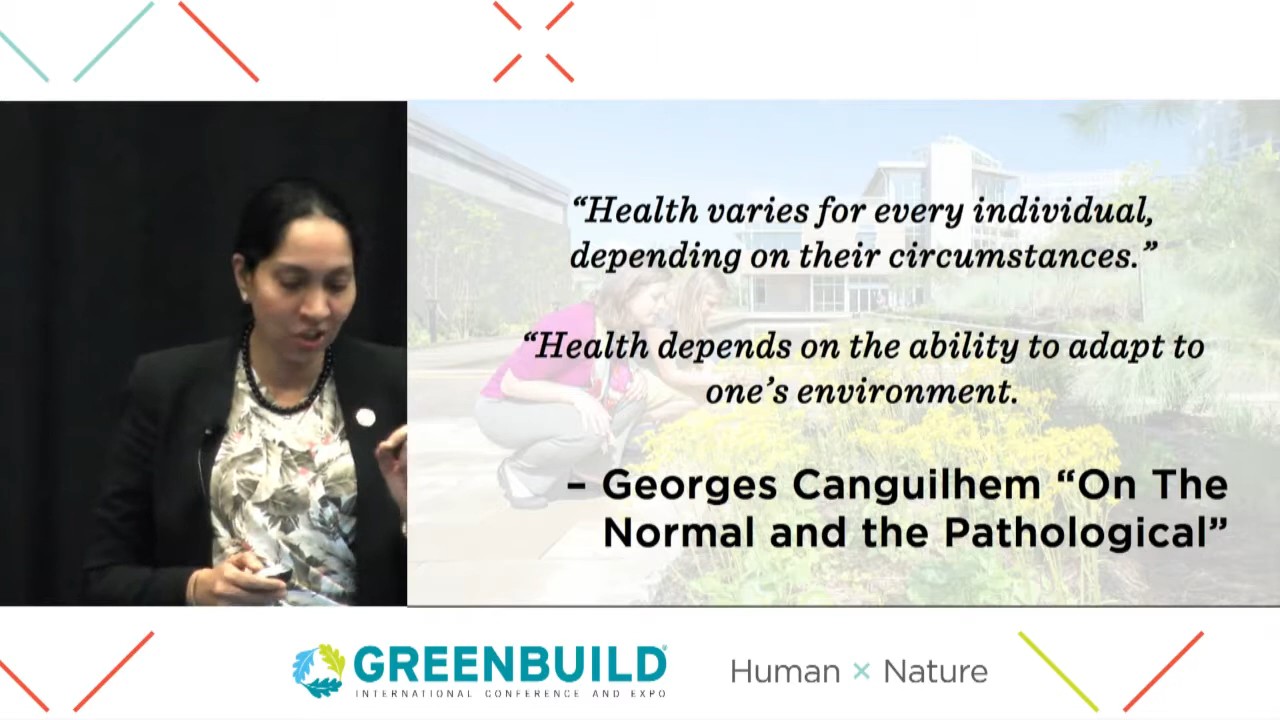 “Health varies for every individual,
depending on their circumstances.”
“Health depends on the ability to adapt to
one’s environment.
– Georges Canguilhem “On The
Normal and the Pathological”
GREENBUILD
INTERNATIONAL CONFERENCE AND EXPO
Human × Nature